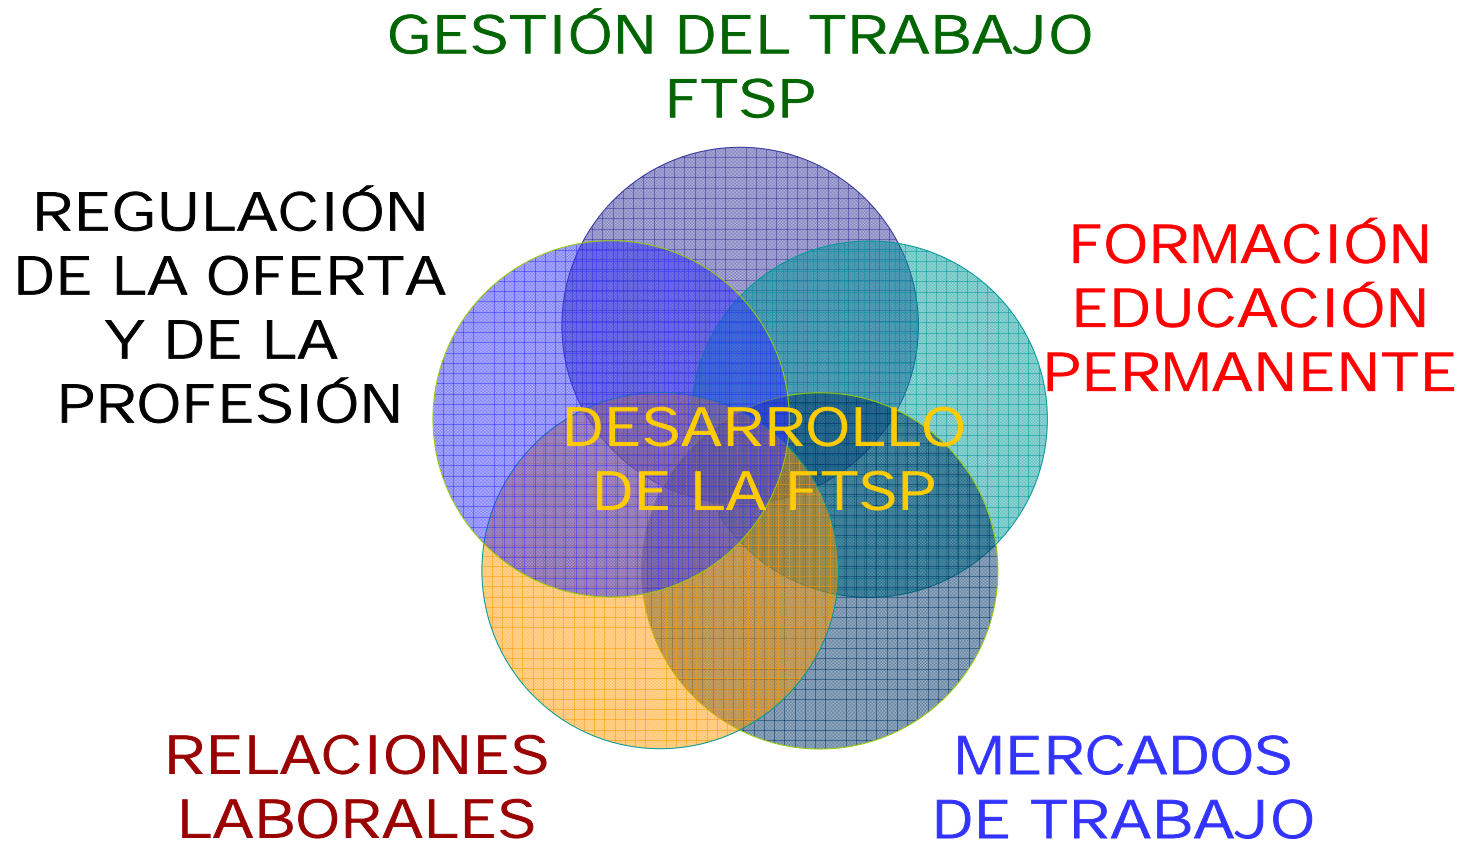 GESTIÓN DEL TRABAJO
FTSP
REGULACIÓN
DE LA OFERTA
Y DE LA
PROFESIÓN
FORMACIÓN
EDUCACIÓN
PERMANENTE
DESARROLLO
DE LA FTSP
RELACIONES
LABORALES
MERCADOS
DE TRABAJO